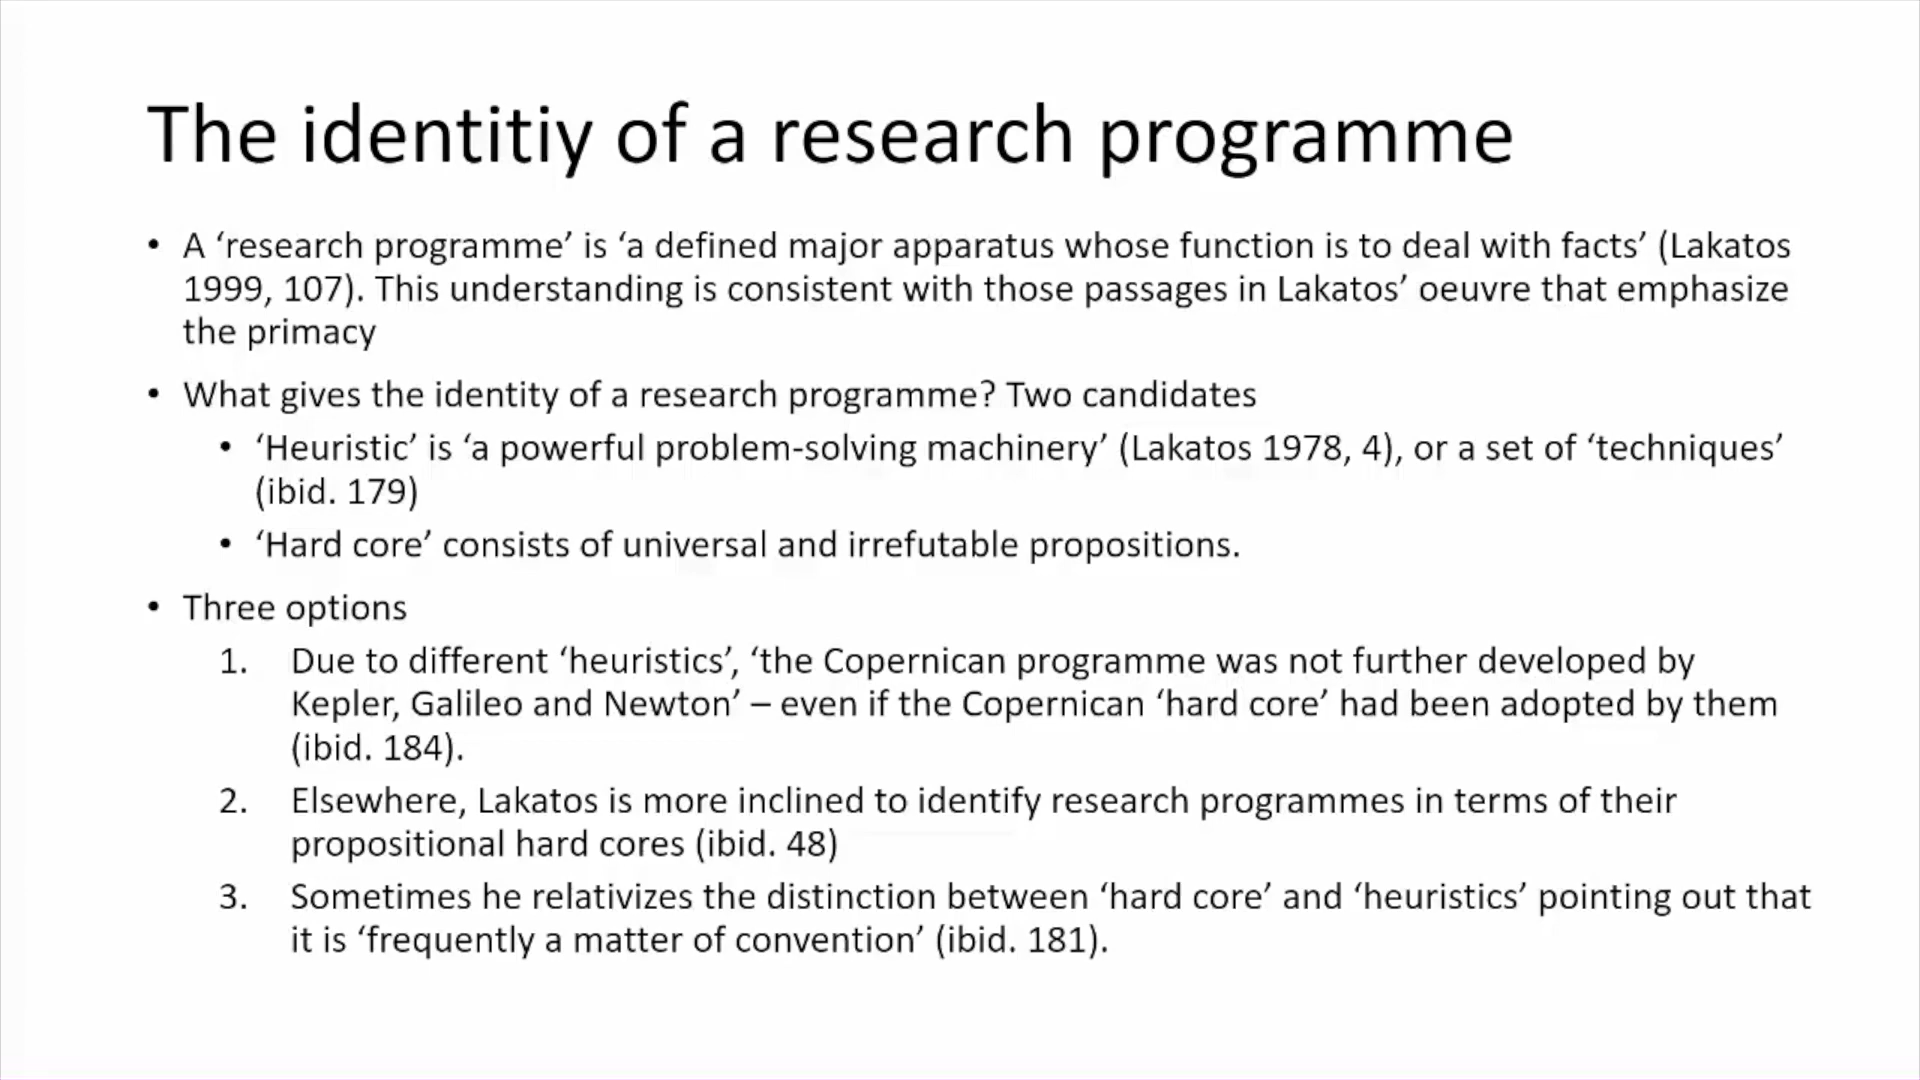 The identitiy of a research programme
• A ‘research programme’ is ‘a defined major apparatus whose function is to deal with facts’ (Lakatos
1999, 107). This understanding is consistent with those passages in Lakatos’ oeuvre that emphasize
the primacy
• What gives the identity of a research programme? Two candidates
• ‘Heuristic’ is ‘a powerful problem-solving machinery’ (Lakatos 1978, 4), or a set of ‘techniques’
(ibid. 179)
• ‘Hard core’ consists of universal and irrefutable propositions.
• Three options
1. Due to different ‘heuristics’, ‘the Copernican programme was not further developed by
Kepler, Galileo and Newton’ – even if the Copernican ‘hard core’ had been adopted by them
(ibid. 184).
2. Elsewhere, Lakatos is more inclined to identify research programmes in terms of their
propositional hard cores (ibid. 48)
3. Sometimes he relativizes the distinction between ‘hard core’ and ‘heuristics’ pointing out that
it is ‘frequently a matter of convention’ (ibid. 181).